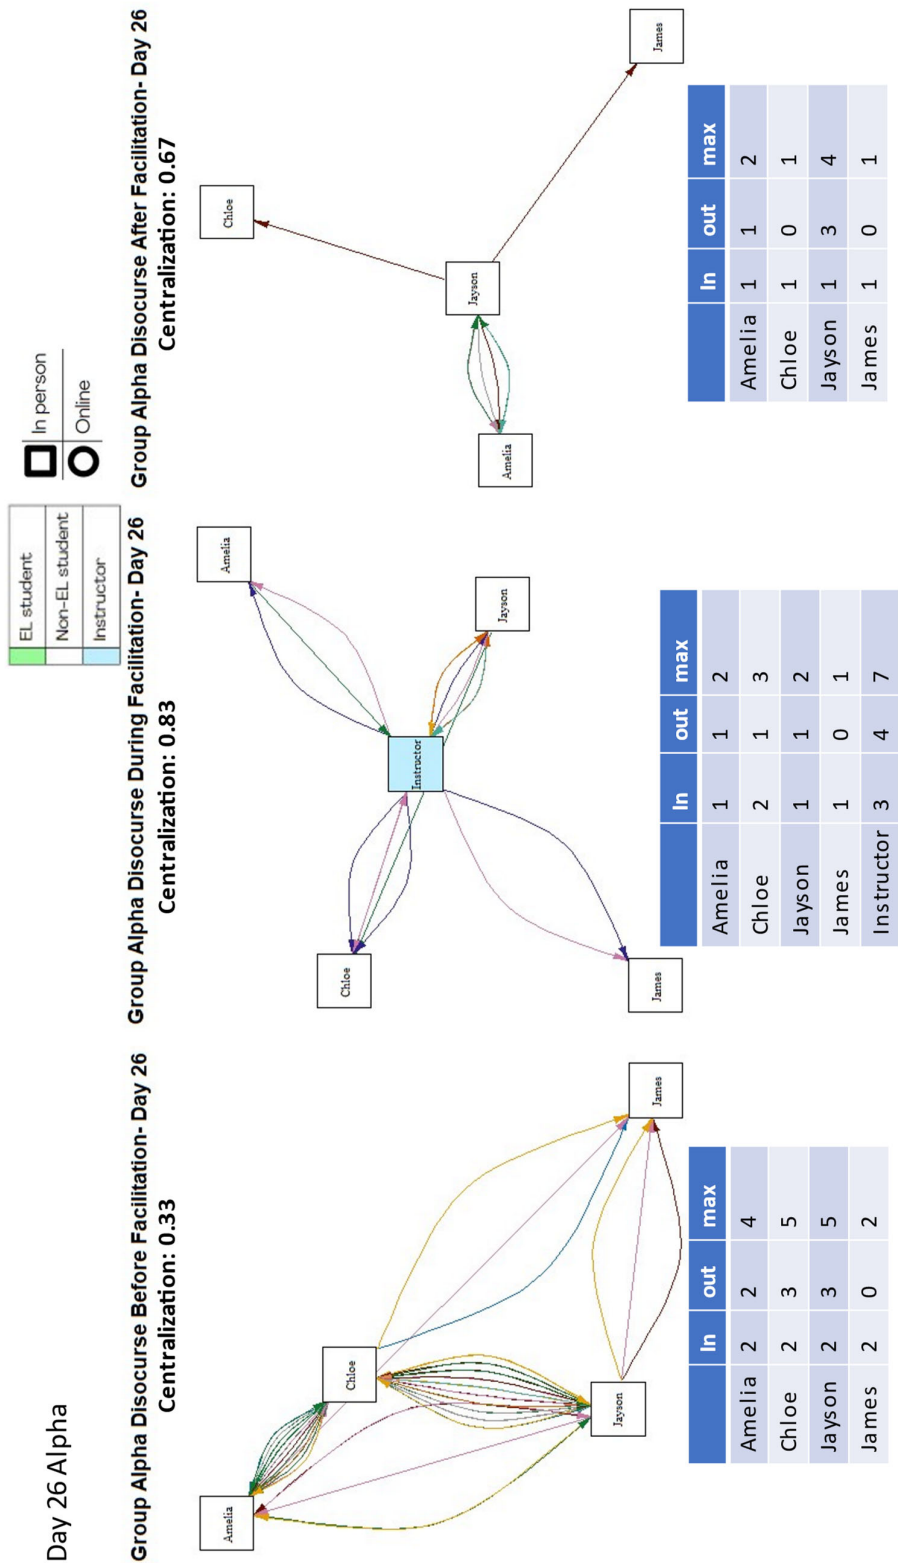 Day 26 Alpha
EL student
Non-EL student
Instructor
In person
Online
Group Alpha Disocurse Before Facilitation- Day 26
Centralization: 0.33
Amelia
Chloe
Jayson
James
In out max
Amelia 2 2 4
Chloe 2 3 5
Jayson 2 3 5
James 2 0 2
Group Alpha Disocurse During Facilitation- Day 26
Centralization: 0.83
Amelia
Chloe
Instructor
Jayson
James
In out max
Amelia 1 1 2
Chloe 2 1 3
Jayson 1 1 2
James 1 0 1
Instructor 3 4 7
Group Alpha Disocurse After Facilitation- Day 26
Centralization: 0.67
Chloe
Jayson
Amelia
James
In out max
Amelia 1 1 2
Chloe 1 0 1
Jayson 1 3 4
James 1 0 1